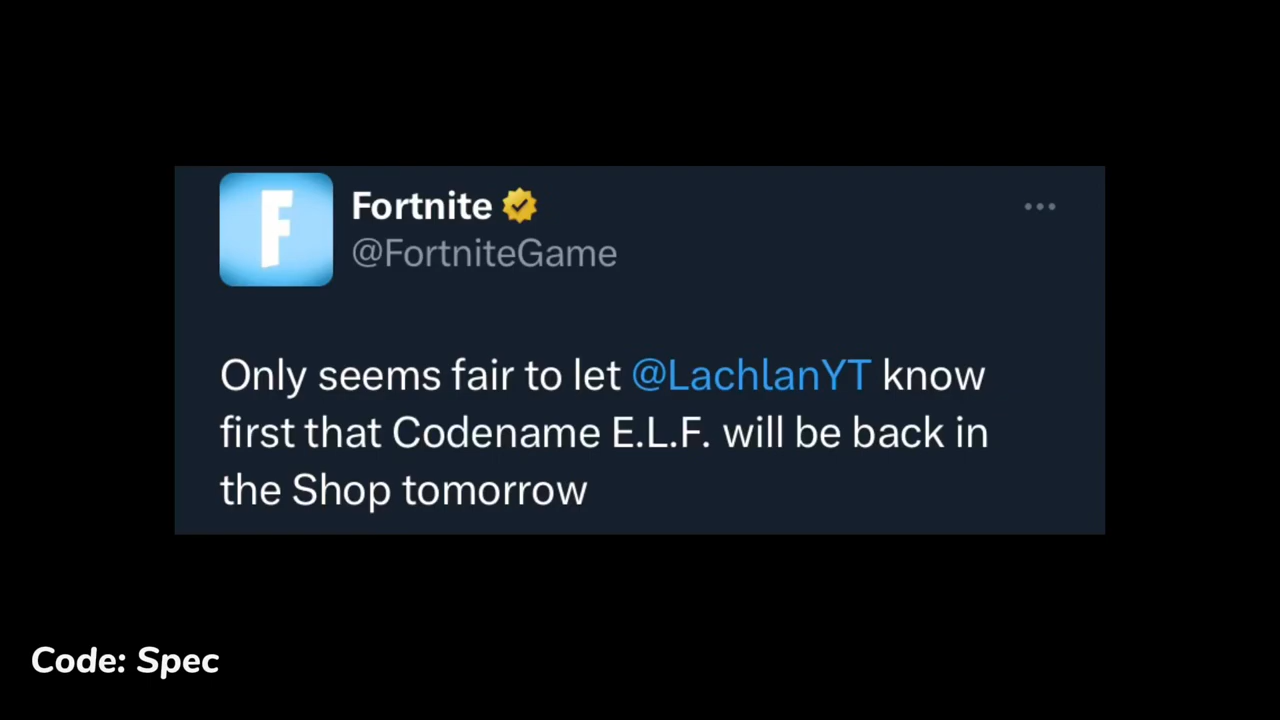 Fortnite
@FortniteGame
Only seems fair to let @LachlanYT know
first that Codename E.L.F. will be back in
the Shop tomorrow
Code: Spec